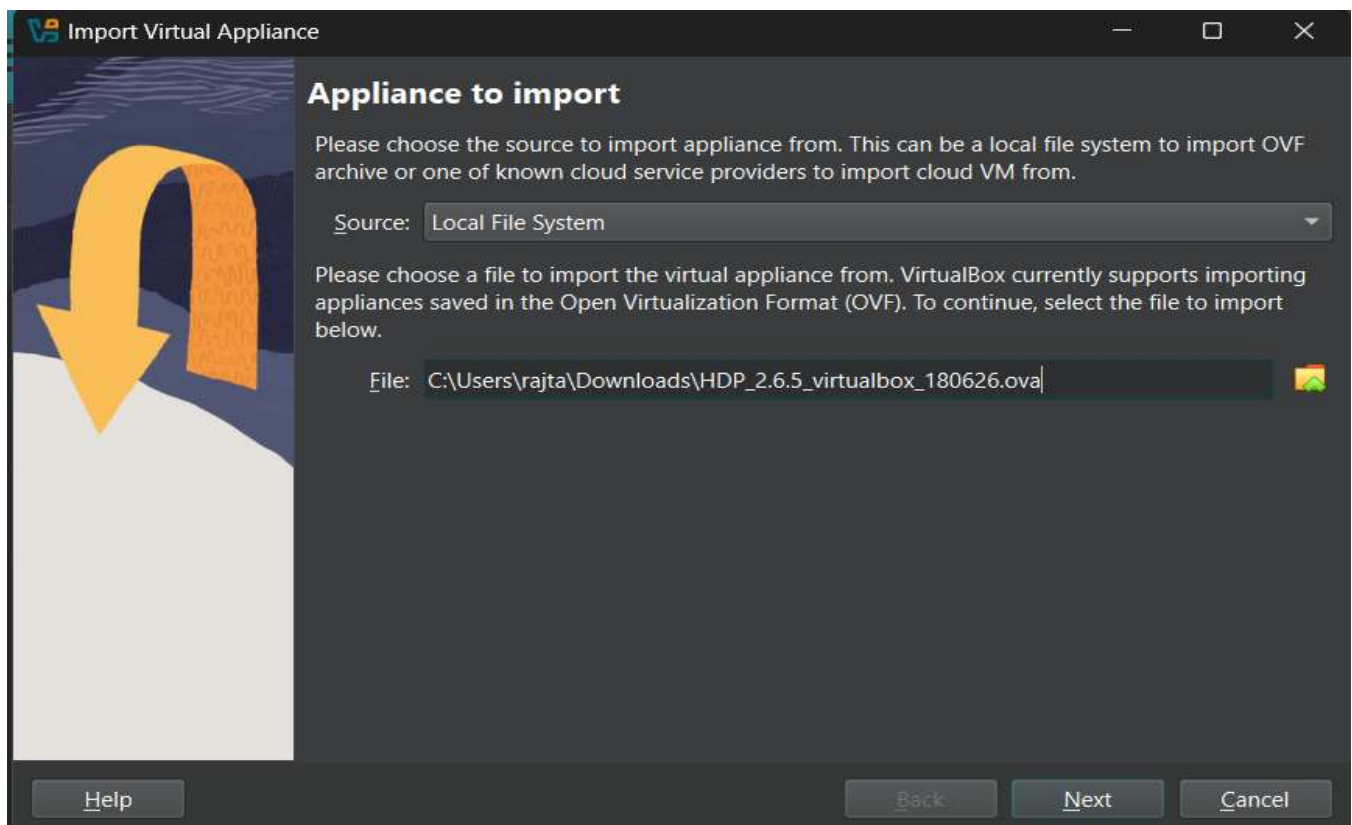 Import Virtual Appliance
Appliance to import
Please choose the source to import appliance from. This can be a local file system to import OVF
archive or one of known cloud service providers to import cloud VM from.
Source: Local File System
Please choose a file to import the virtual appliance from. VirtualBox currently supports importing
appliances saved in the Open Virtualization Format (OVF). To continue, select the file to import
below.
File: C:\Users\rajta\Downloads\HDP_2.6.5_virtualbox_180626.ova
Help Back Next Cancel